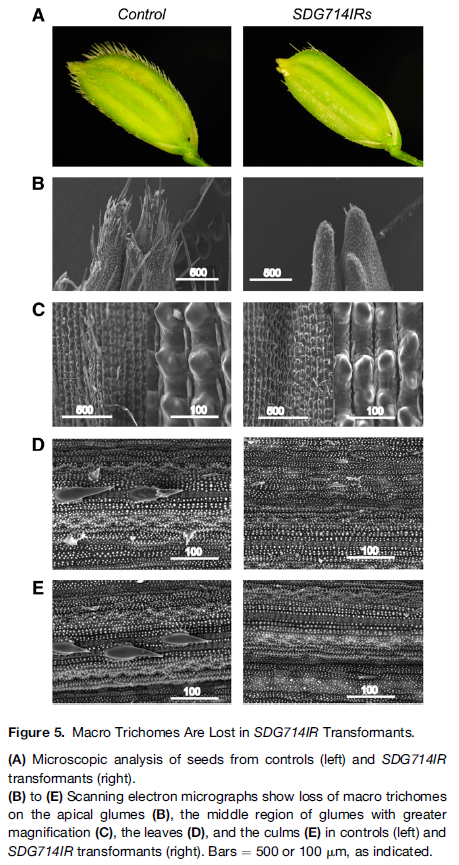 Control SDG714IRs
A
B
500 500
C
500 100 500 100
D
100 100
E
100 100
Figure 5. Macro Trichomes Are Lost in SDG714IR Transformants.
(A) Microscopic analysis of seeds from controls (left) and SDG714IR
transformants (right).
(B) to (E) Scanning electron micrographs show loss of macro trichomes
on the apical glumes (B), the middle region of glumes with greater
magnification (C), the leaves (D), and the culms (E) in controls (left) and
SDG714IR transformants (right). Bars = 500 or 100 μm, as indicated.